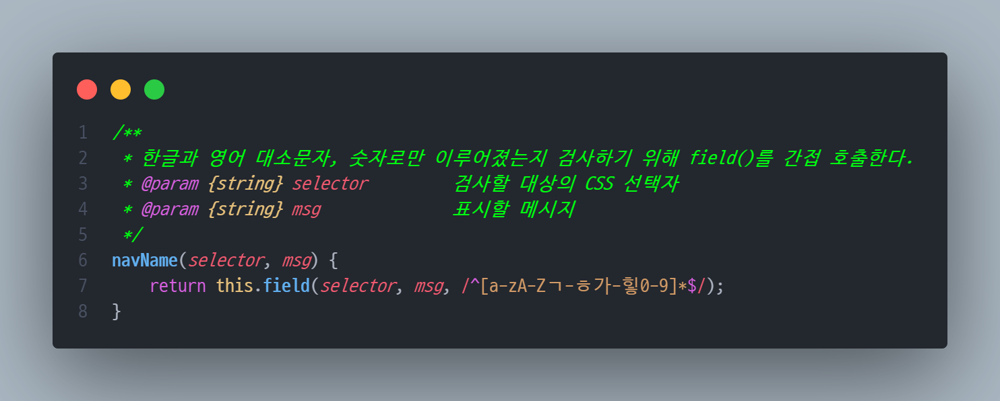 1 /**
2  * 한글과 영어 대소문자, 숫자로만 이루어졌는지 검사하기 위해 field()를 간접 호출한다.
3  * @param {string} selector         검사할 대상의 CSS 선택자
4  * @param {string} msg              표시할 메시지
5  */
6 navName(selector, msg) {
7     return this.field(selector, msg, /^[a-zA-Zㄱ-ㅎ가-힣0-9]*$/);
8 }